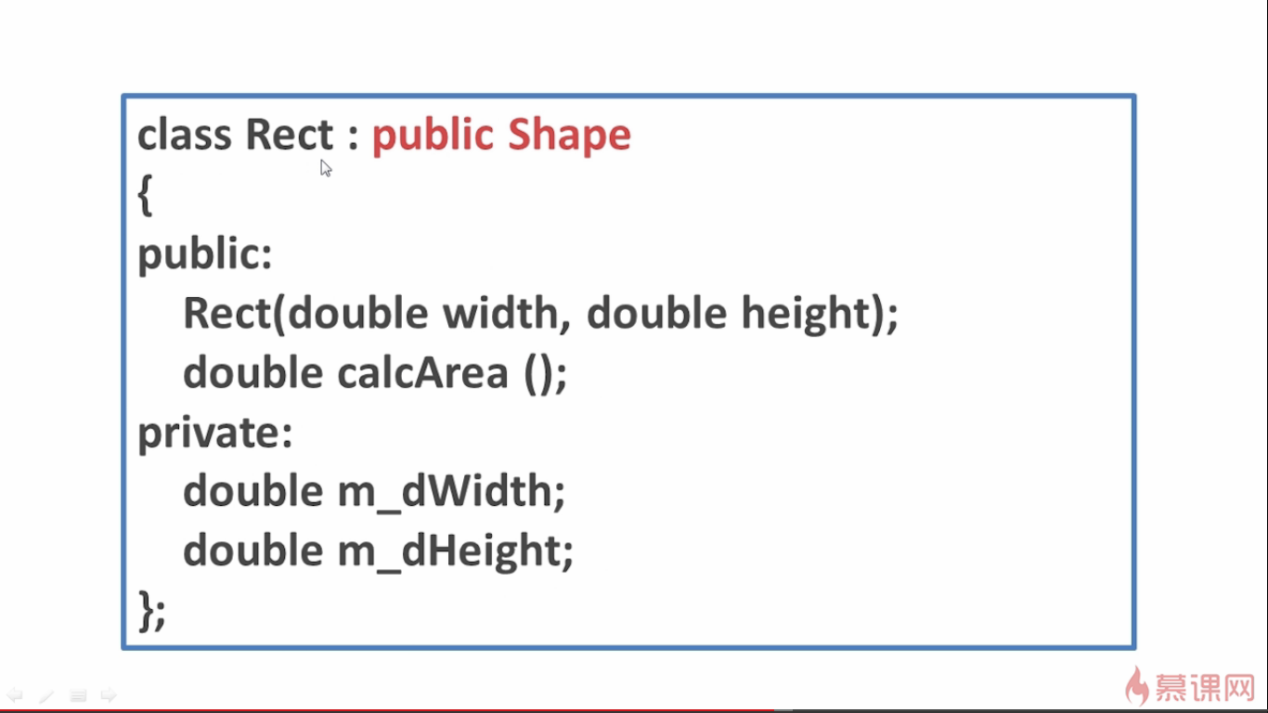 class Rect : public Shape
{
public:
Rect(double width, double height);
double calcArea ();
private:
double m_dWidth;
double m_dHeight;
};
慕课网